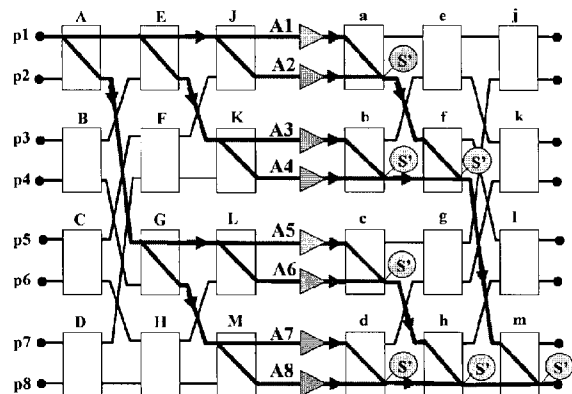 A E J a e j
p1 A1
p2 A2 S'
B F K b f k
p3 A3
p4 A4 S' S'
C G L c g l
p5 A5
p6 A6 S'
D H M d h m
p7 A7
p8 A8 S' S' S'